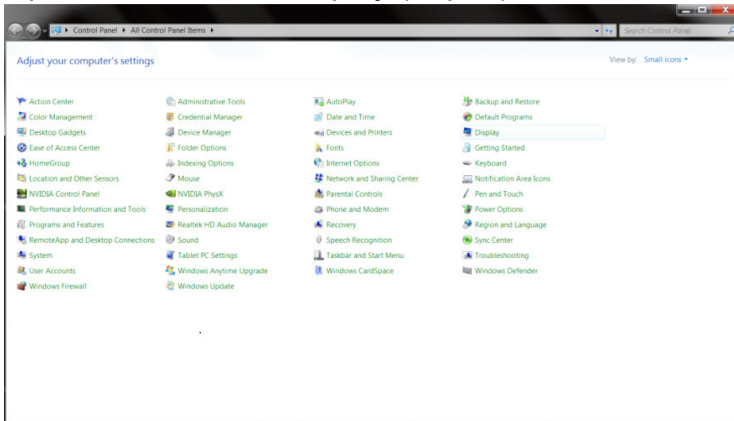 Control Panel ▸ All Control Panel Items ▸
Search Control Panel
Adjust your computer's settings
View by: Small icons
Action Center
Administrative Tools
AutoPlay
Backup and Restore
Color Management
Credential Manager
Date and Time
Default Programs
Desktop Gadgets
Device Manager
Devices and Printers
Display
Ease of Access Center
Folder Options
Fonts
Getting Started
HomeGroup
Indexing Options
Internet Options
Keyboard
Location and Other Sensors
Mouse
Network and Sharing Center
Notification Area Icons
NVIDIA Control Panel
NVIDIA PhysX
Parental Controls
Pen and Touch
Performance Information and Tools
Personalization
Phone and Modem
Power Options
Programs and Features
Realtek HD Audio Manager
Recovery
Region and Language
RemoteApp and Desktop Connections
Sound
Speech Recognition
Sync Center
System
Tablet PC Settings
Taskbar and Start Menu
Troubleshooting
User Accounts
Windows Anytime Upgrade
Windows CardSpace
Windows Defender
Windows Firewall
Windows Update